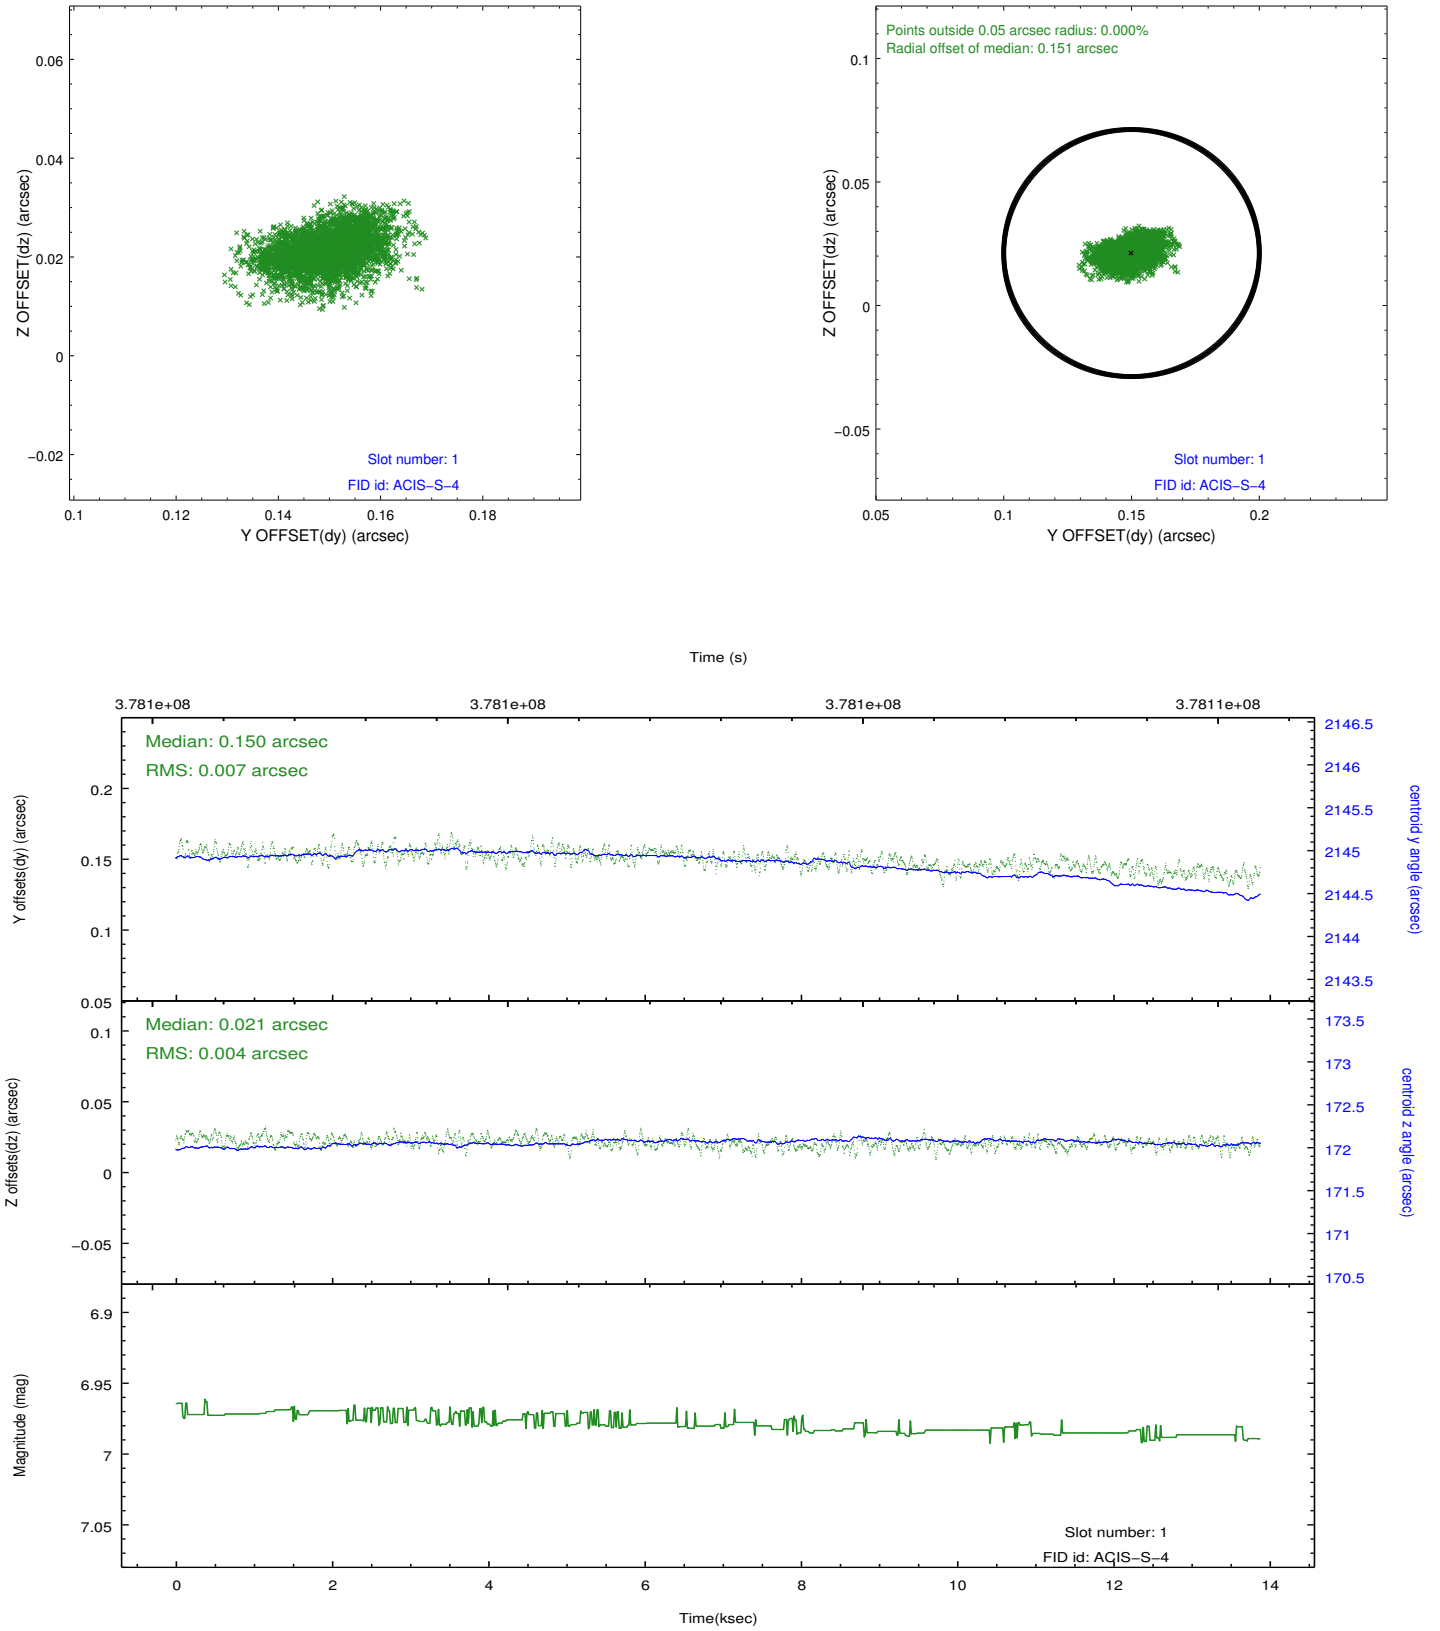 0.06
0.04
0.02
0
−0.02
Z OFFSET(dz) (arcsec)
Slot number: 1
FID id: ACIS−S−4
0.1 0.12 0.14 0.16 0.18
Y OFFSET(dy) (arcsec)
Points outside 0.05 arcsec radius: 0.000%
Radial offset of median: 0.151 arcsec
0.1
0.05
0
−0.05
Z OFFSET(dz) (arcsec)
Slot number: 1
FID id: ACIS−S−4
0.05 0.1 0.15 0.2
Y OFFSET(dy) (arcsec)
Time (s)
3.781e+08 3.781e+08 3.781e+08 3.7811e+08
Median: 0.150 arcsec
RMS: 0.007 arcsec
0.2
0.15
0.1
0.05
Y offsets(dy) (arcsec)
2146.5
2146
2145.5
2145
2144.5
2144
2143.5
centroid y angle (arcsec)
Median: 0.021 arcsec
RMS: 0.004 arcsec
0.1
0.05
0
−0.05
Z offsets(dz) (arcsec)
173.5
173
172.5
172
171.5
171
170.5
centroid z angle (arcsec)
6.9
6.95
7
7.05
Magnitude (mag)
Slot number: 1
FID id: ACIS−S−4
0 2 4 6 8 10 12 14
Time(ksec)